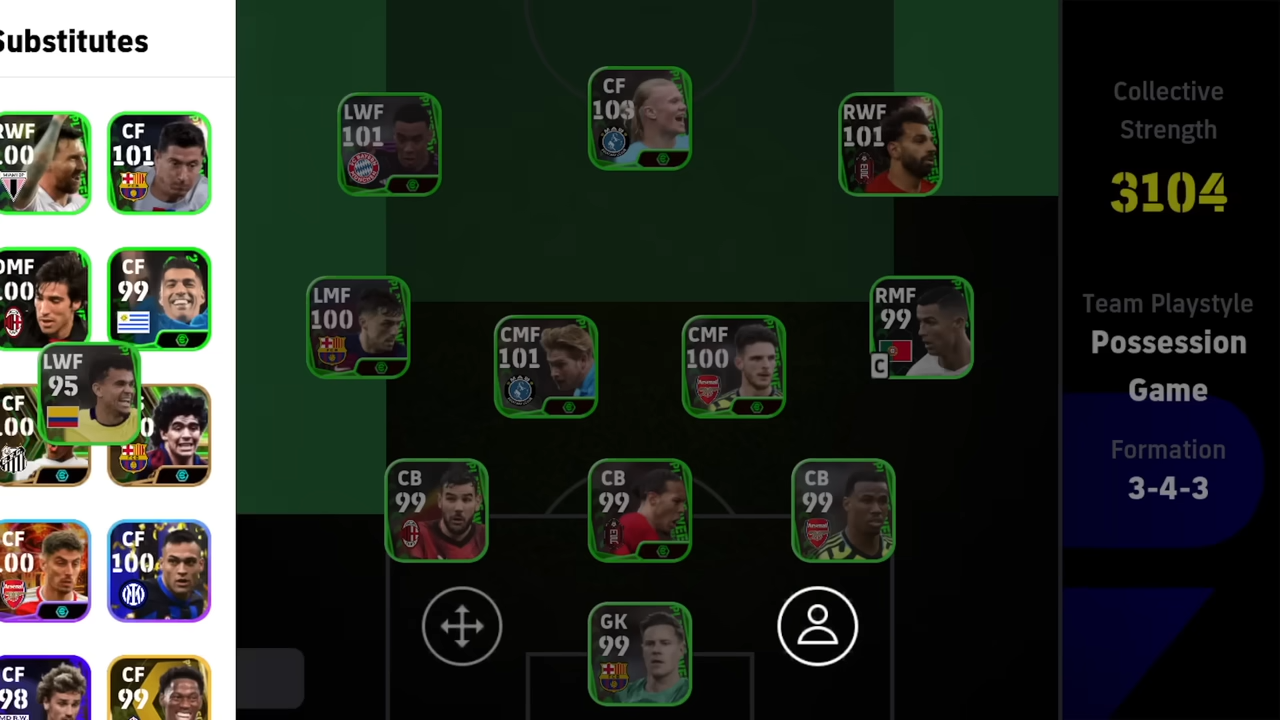 Substitutes
RWF
100
CF
101
DMF
100
CF
99
LWF
95
CF
100
CF
100
CF
100
CF
98
CF
99
LWF
101
CF
RWF
101
LMF
100
CMF
101
CMF
100
RMF
99
C
CB
99
CB
99
CB
99
GK
99
Collective
Strength
3104
Team Playstyle
Possession
Game
Formation
3-4-3